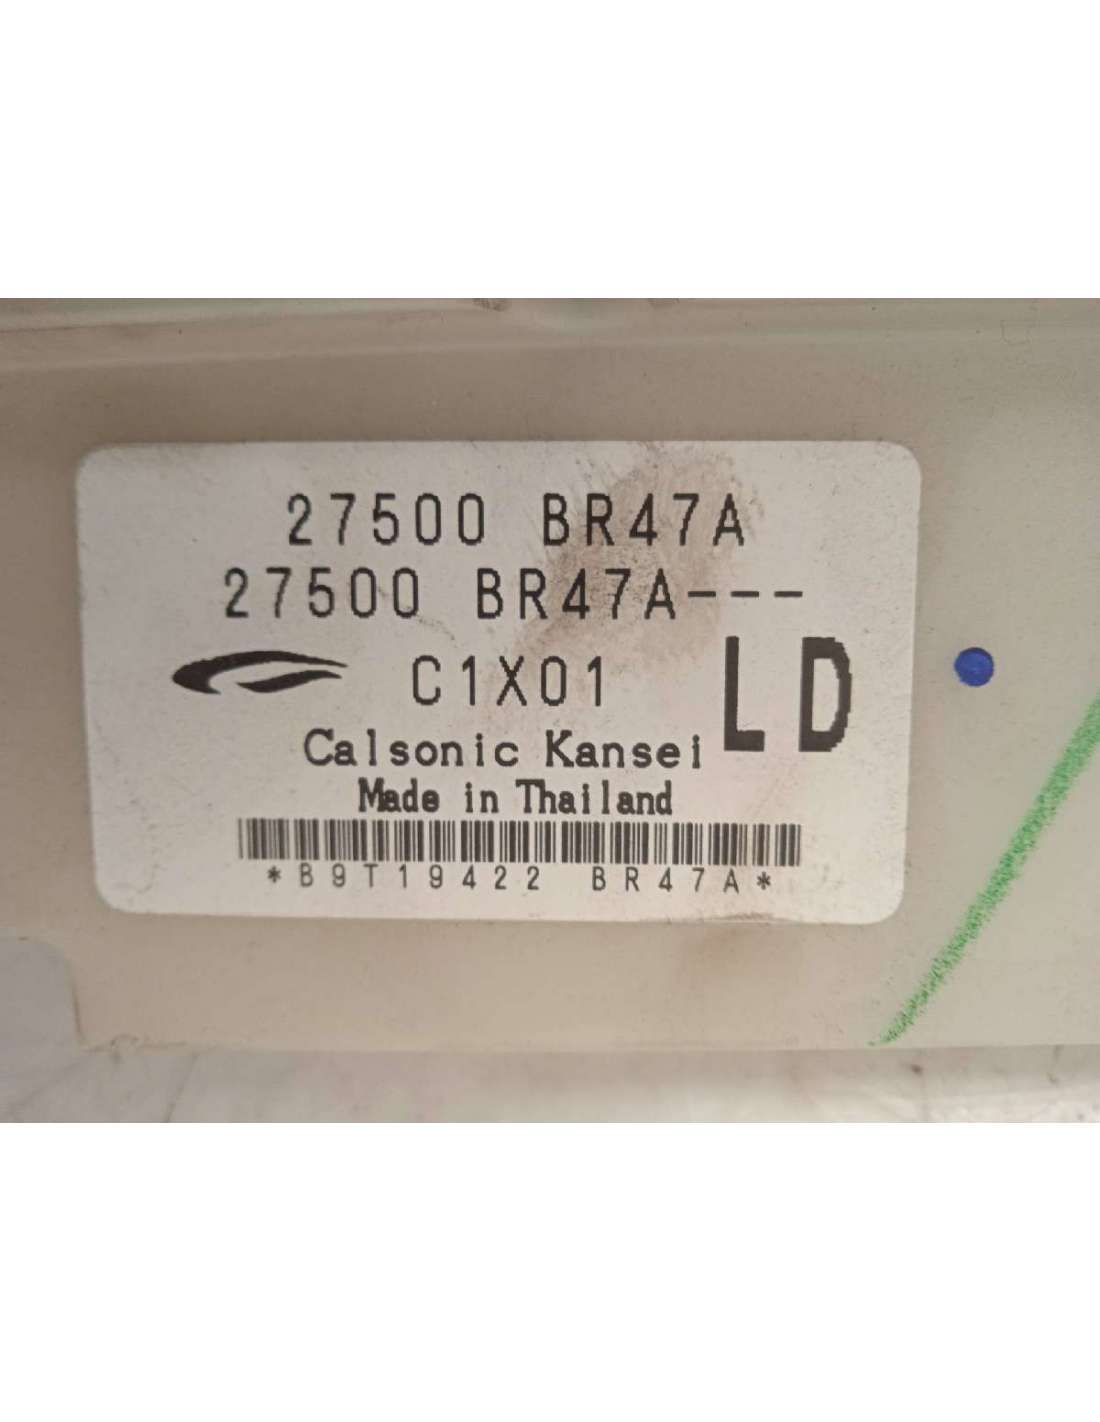 27500 BR47A
27500 BR47A---
C1X01
LD
Calsonic Kansei
Made in Thailand
*B9T19422 BR47A*